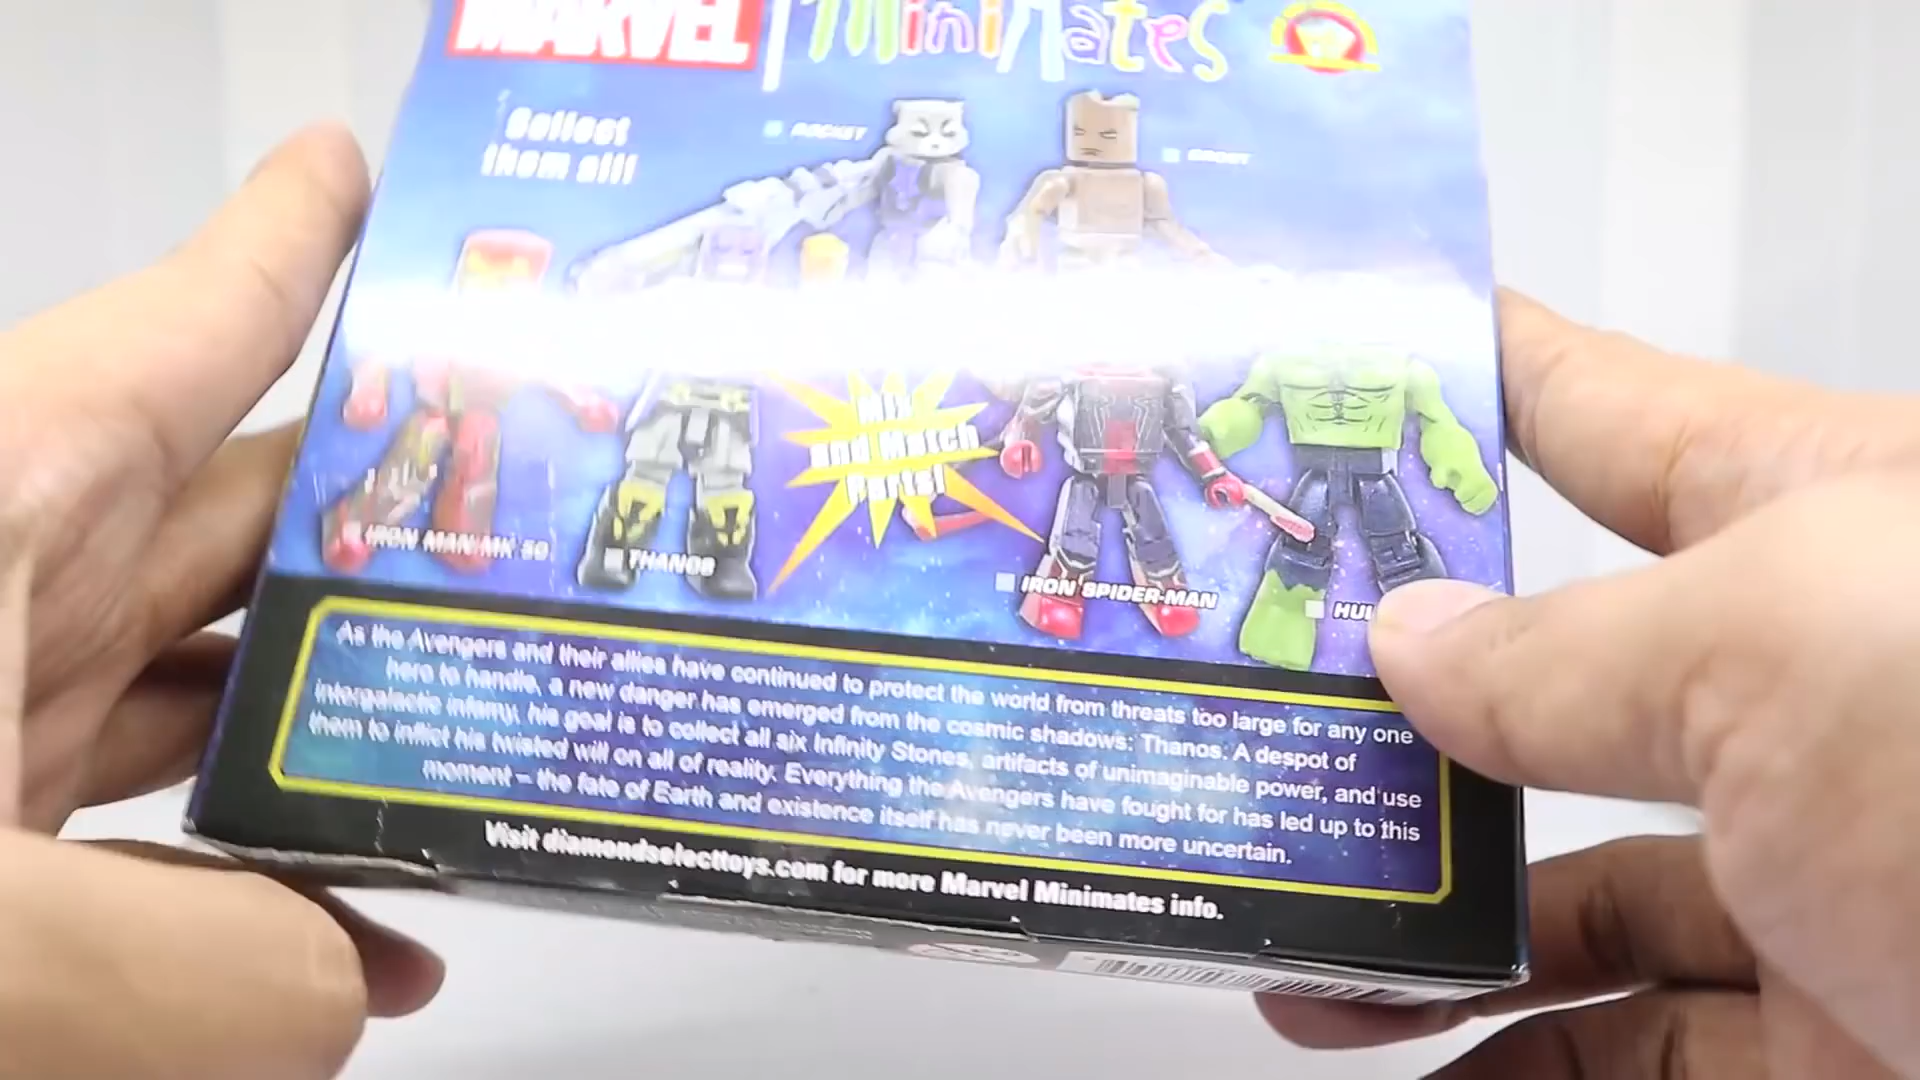 MARVEL MiniMates
Collect
them all!
ROCKET
GROOT
Mix
and Match
Parts!
IRON MAN MK 50
THANOS
IRON SPIDER-MAN
As the Avengers and their allies have continued to protect the world from threats too large for any one
hero to handle, a new danger has emerged from the cosmic shadows: Thanos. A despot of
intergalactic infamy, his goal is to collect all six Infinity Stones, artifacts of unimaginable power, and use
them to inflict his twisted will on all of reality. Everything the Avengers have fought for has led up to this
moment – the fate of Earth and existence itself has never been more uncertain.
Visit diamondselecttoys.com for more Marvel Minimates info.